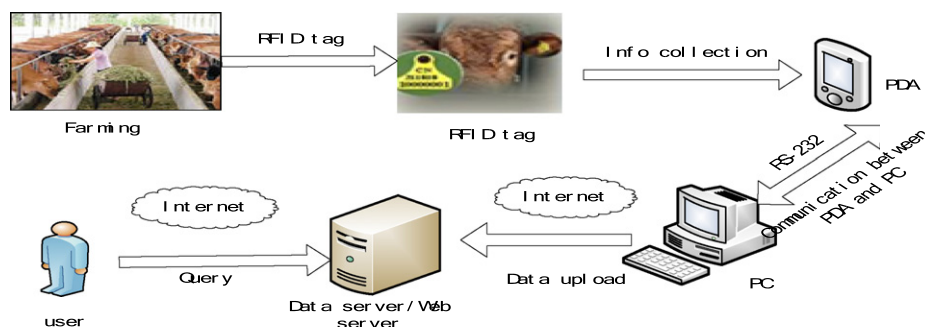 RFID tag
Info collection
PDA
Farming
RFID tag
RS-232
Communication between
PDA and PC
Internet
Internet
Query
Data upload
PC
user
Data server/Web
server